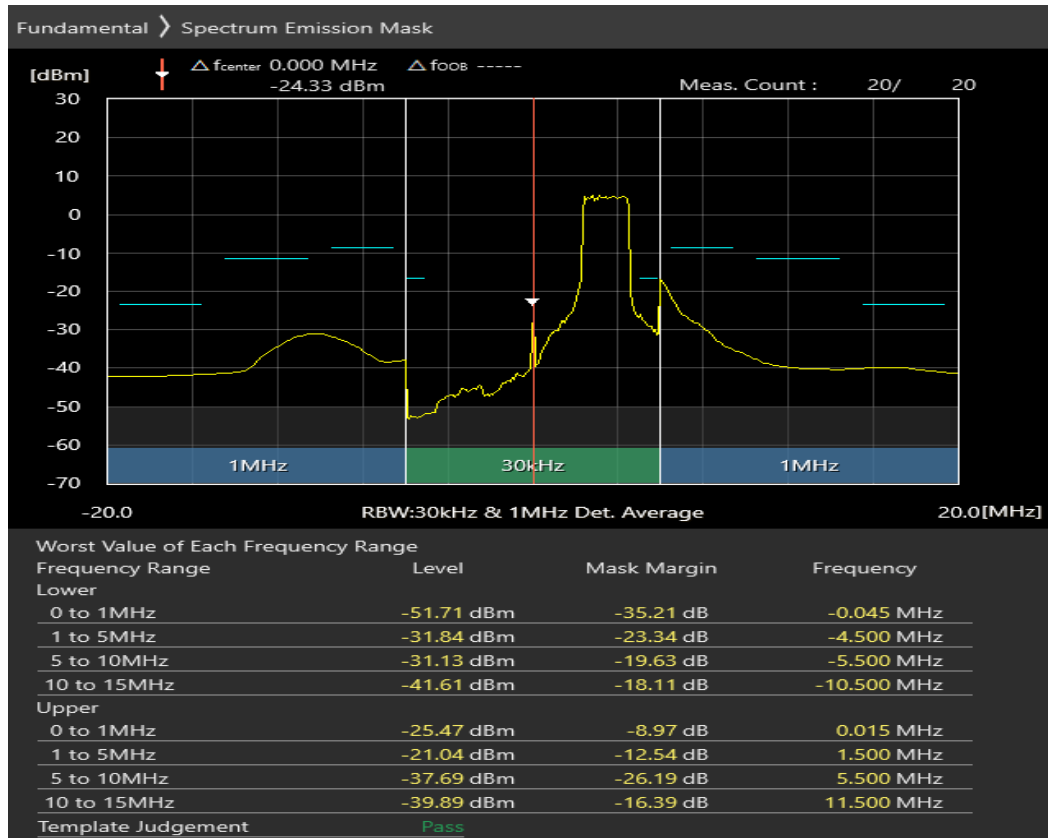 Fundamental 〉 Spectrum Emission Mask
[dBm] △ fcenter 0.000 MHz △ fOOB -----
-24.33 dBm Meas. Count : 20/ 20
30
20
10
0
-10
-20
-30
-40
-50
-60
-70
1MHz 30kHz 1MHz
-20.0 RBW:30kHz & 1MHz Det. Average 20.0[MHz]
Worst Value of Each Frequency Range
Frequency Range Level Mask Margin Frequency
Lower
0 to 1MHz -51.71 dBm -35.21 dB -0.045 MHz
1 to 5MHz -31.84 dBm -23.34 dB -4.500 MHz
5 to 10MHz -31.13 dBm -19.63 dB -5.500 MHz
10 to 15MHz -41.61 dBm -18.11 dB -10.500 MHz
Upper
0 to 1MHz -25.47 dBm -8.97 dB 0.015 MHz
1 to 5MHz -21.04 dBm -12.54 dB 1.500 MHz
5 to 10MHz -37.69 dBm -26.19 dB 5.500 MHz
10 to 15MHz -39.89 dBm -16.39 dB 11.500 MHz
Template Judgement Pass